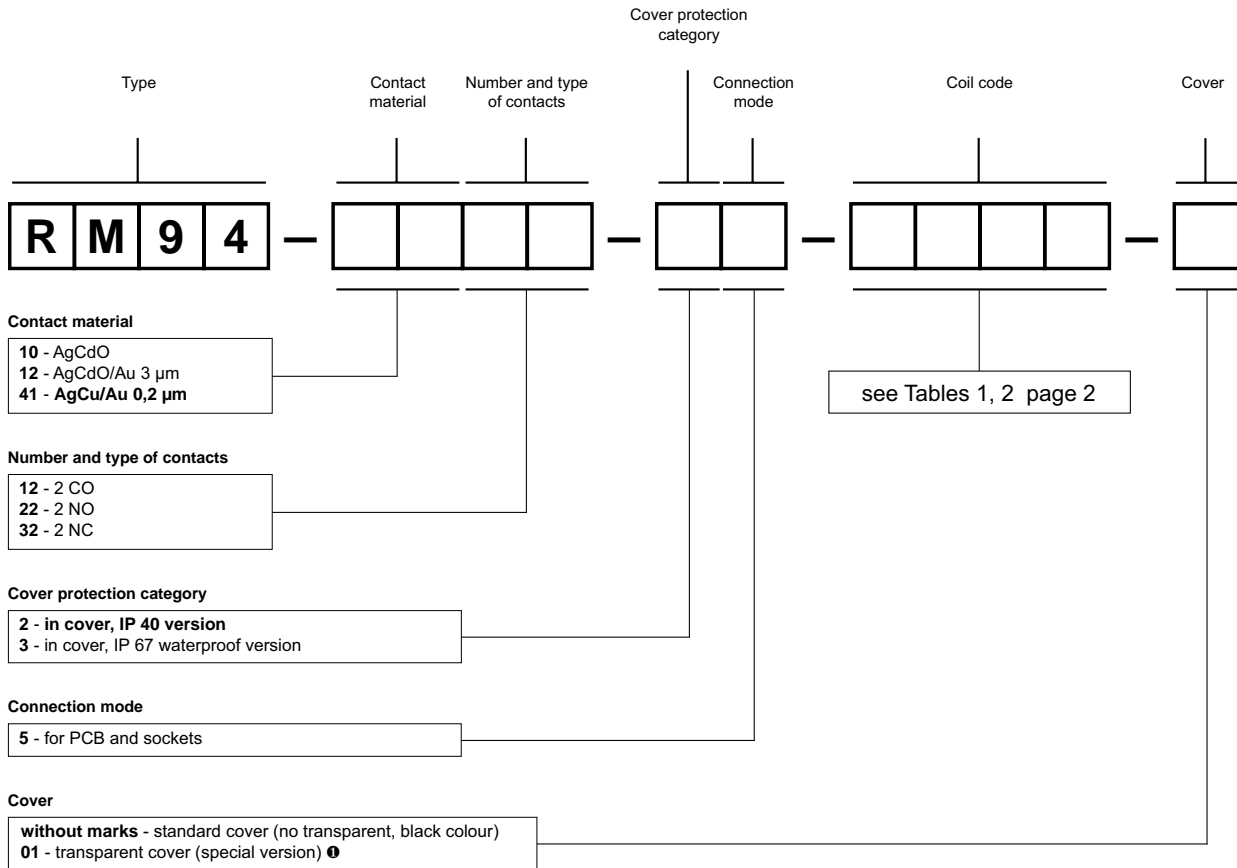 Cover protection
category
Type
Contact
material
Number and type
of contacts
Connection
mode
Coil code
Cover
R M 9 4 – – – –
Contact material
10 - AgCdO
12 - AgCdO/Au 3 µm
41 - AgCu/Au 0,2 µm
see Tables 1, 2 page 2
Number and type of contacts
12 - 2 CO
22 - 2 NO
32 - 2 NC
Cover protection category
2 - in cover, IP 40 version
3 - in cover, IP 67 waterproof version
Connection mode
5 - for PCB and sockets
Cover
without marks - standard cover (no transparent, black colour)
01 - transparent cover (special version) ❶